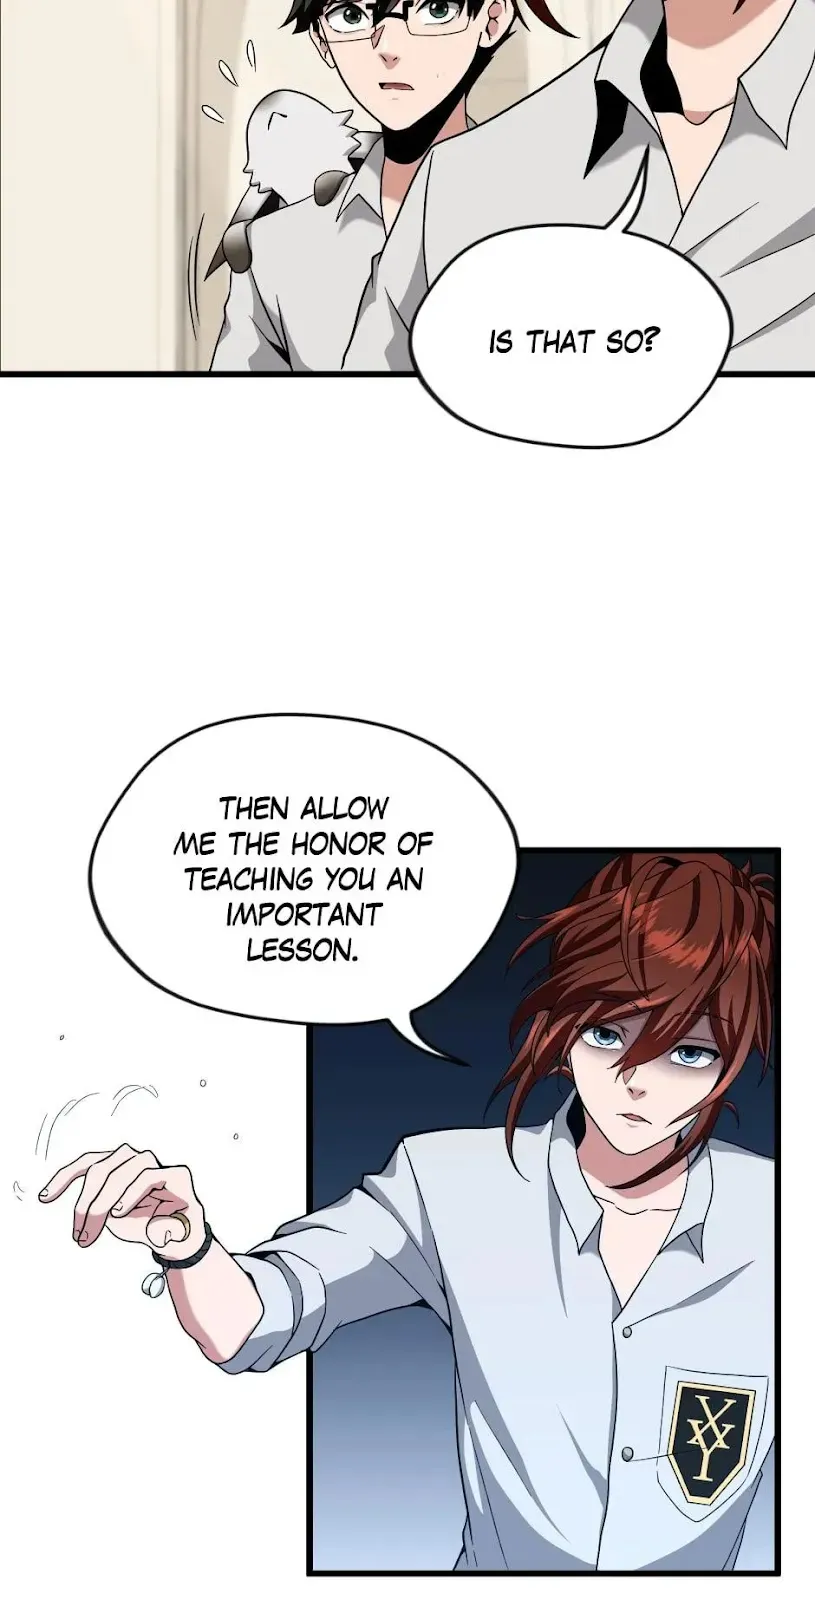 IS THAT SO?
THEN ALLOW
ME THE HONOR OF
TEACHING YOU AN
IMPORTANT
LESSON.